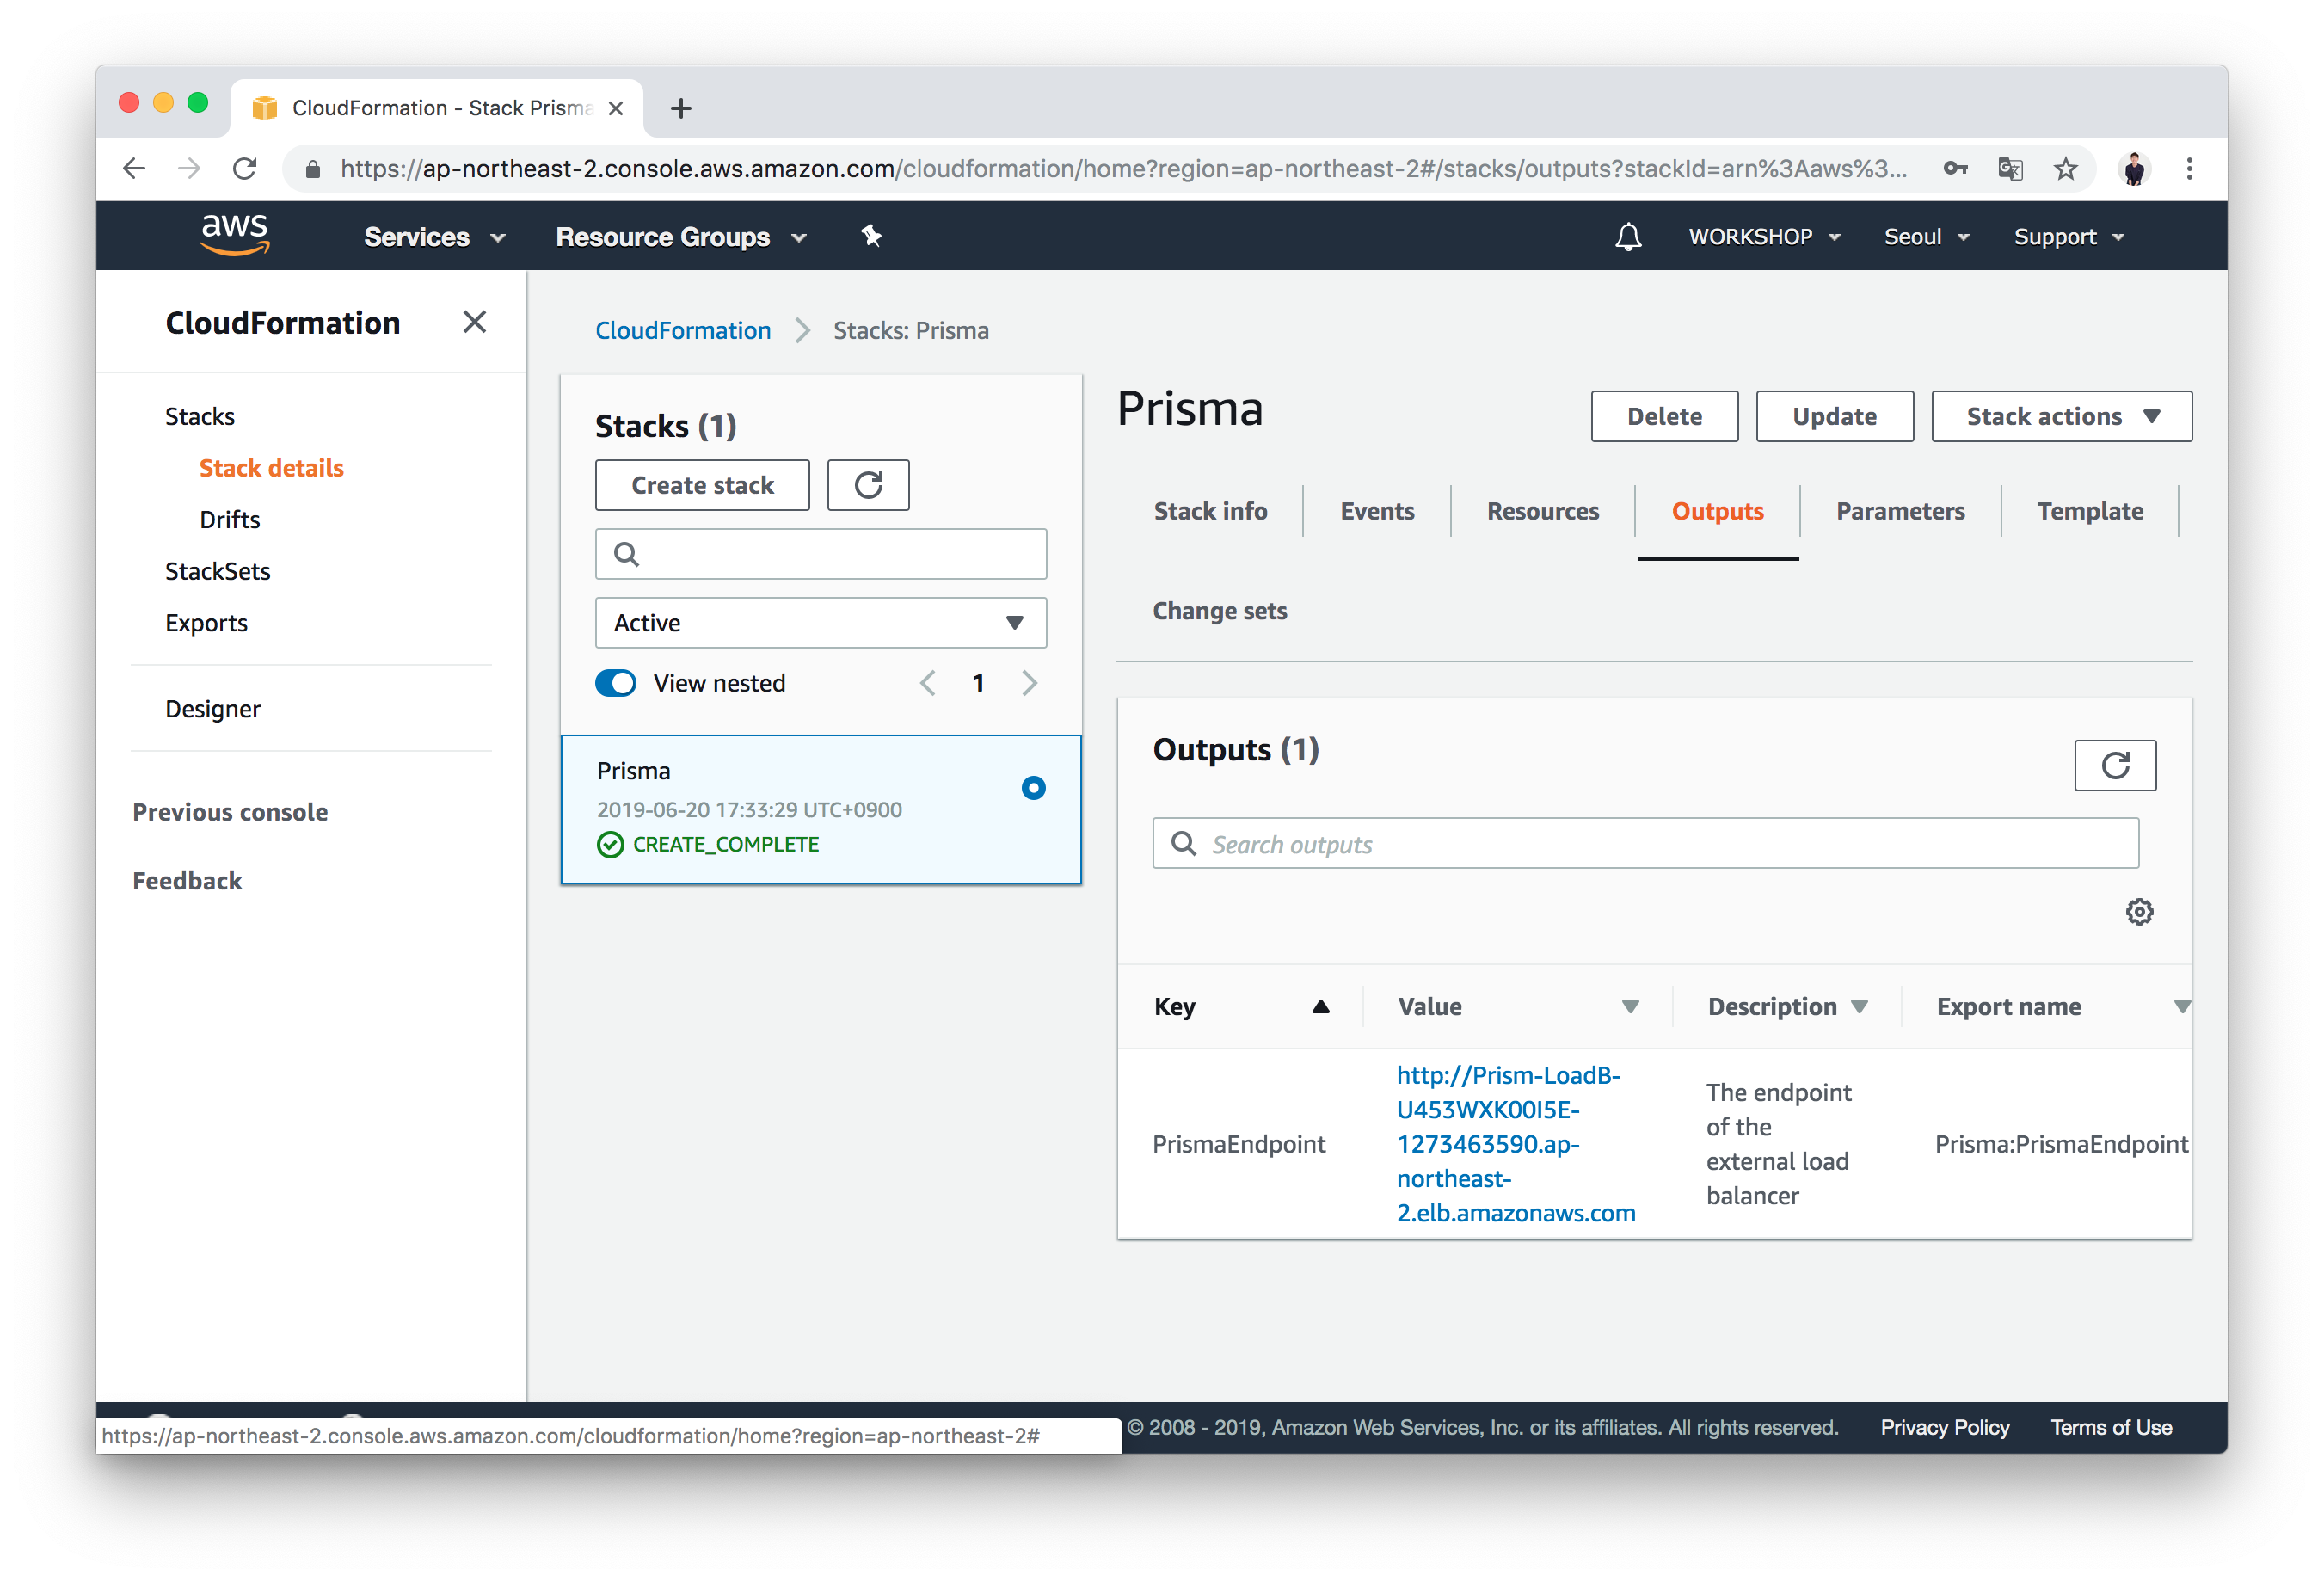 CloudFormation - Stack Prisma
https://ap-northeast-2.console.aws.amazon.com/cloudformation/home?region=ap-northeast-2#/stacks/outputs?stackId=arn%3Aaws%3...
aws
Services
Resource Groups
WORKSHOP
Seoul
Support
CloudFormation
Stacks
Stack details
Drifts
StackSets
Exports
Designer
Previous console
Feedback
CloudFormation
Stacks: Prisma
Stacks (1)
Create stack
Active
View nested
1
Prisma
2019-06-20 17:33:29 UTC+0900
CREATE_COMPLETE
Prisma
Delete
Update
Stack actions
Stack info
Events
Resources
Outputs
Parameters
Template
Change sets
Outputs (1)
Search outputs
Key
Value
Description
Export name
PrismaEndpoint
http://Prism-LoadB-
U453WXK00I5E-
1273463590.ap-
northeast-
2.elb.amazonaws.com
The endpoint
of the
external load
balancer
Prisma:PrismaEndpoint
https://ap-northeast-2.console.aws.amazon.com/cloudformation/home?region=ap-northeast-2#
© 2008 - 2019, Amazon Web Services, Inc. or its affiliates. All rights reserved.
Privacy Policy
Terms of Use